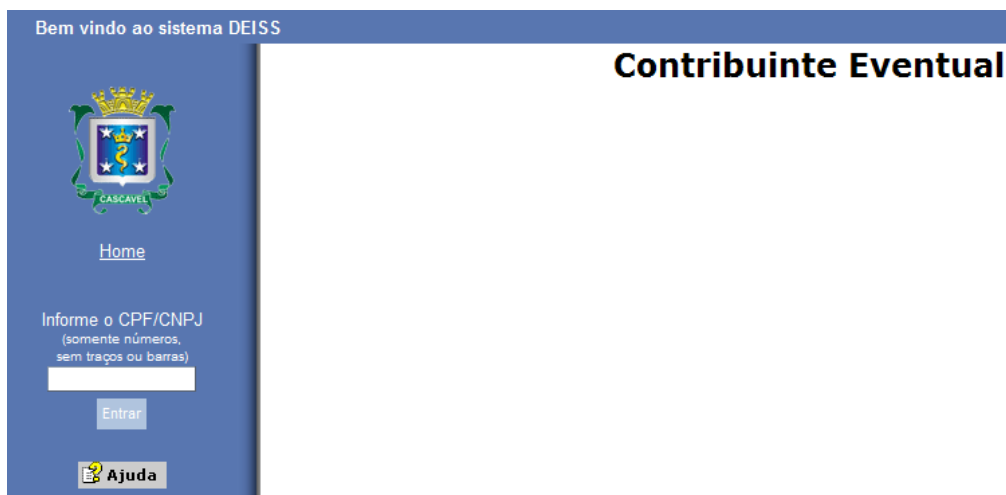 Bem vindo ao sistema DEISS
Contribuinte Eventual
CASCAVEL
Home
Informe o CPF/CNPJ
(somente números,
sem traços ou barras)
Entrar
Ajuda